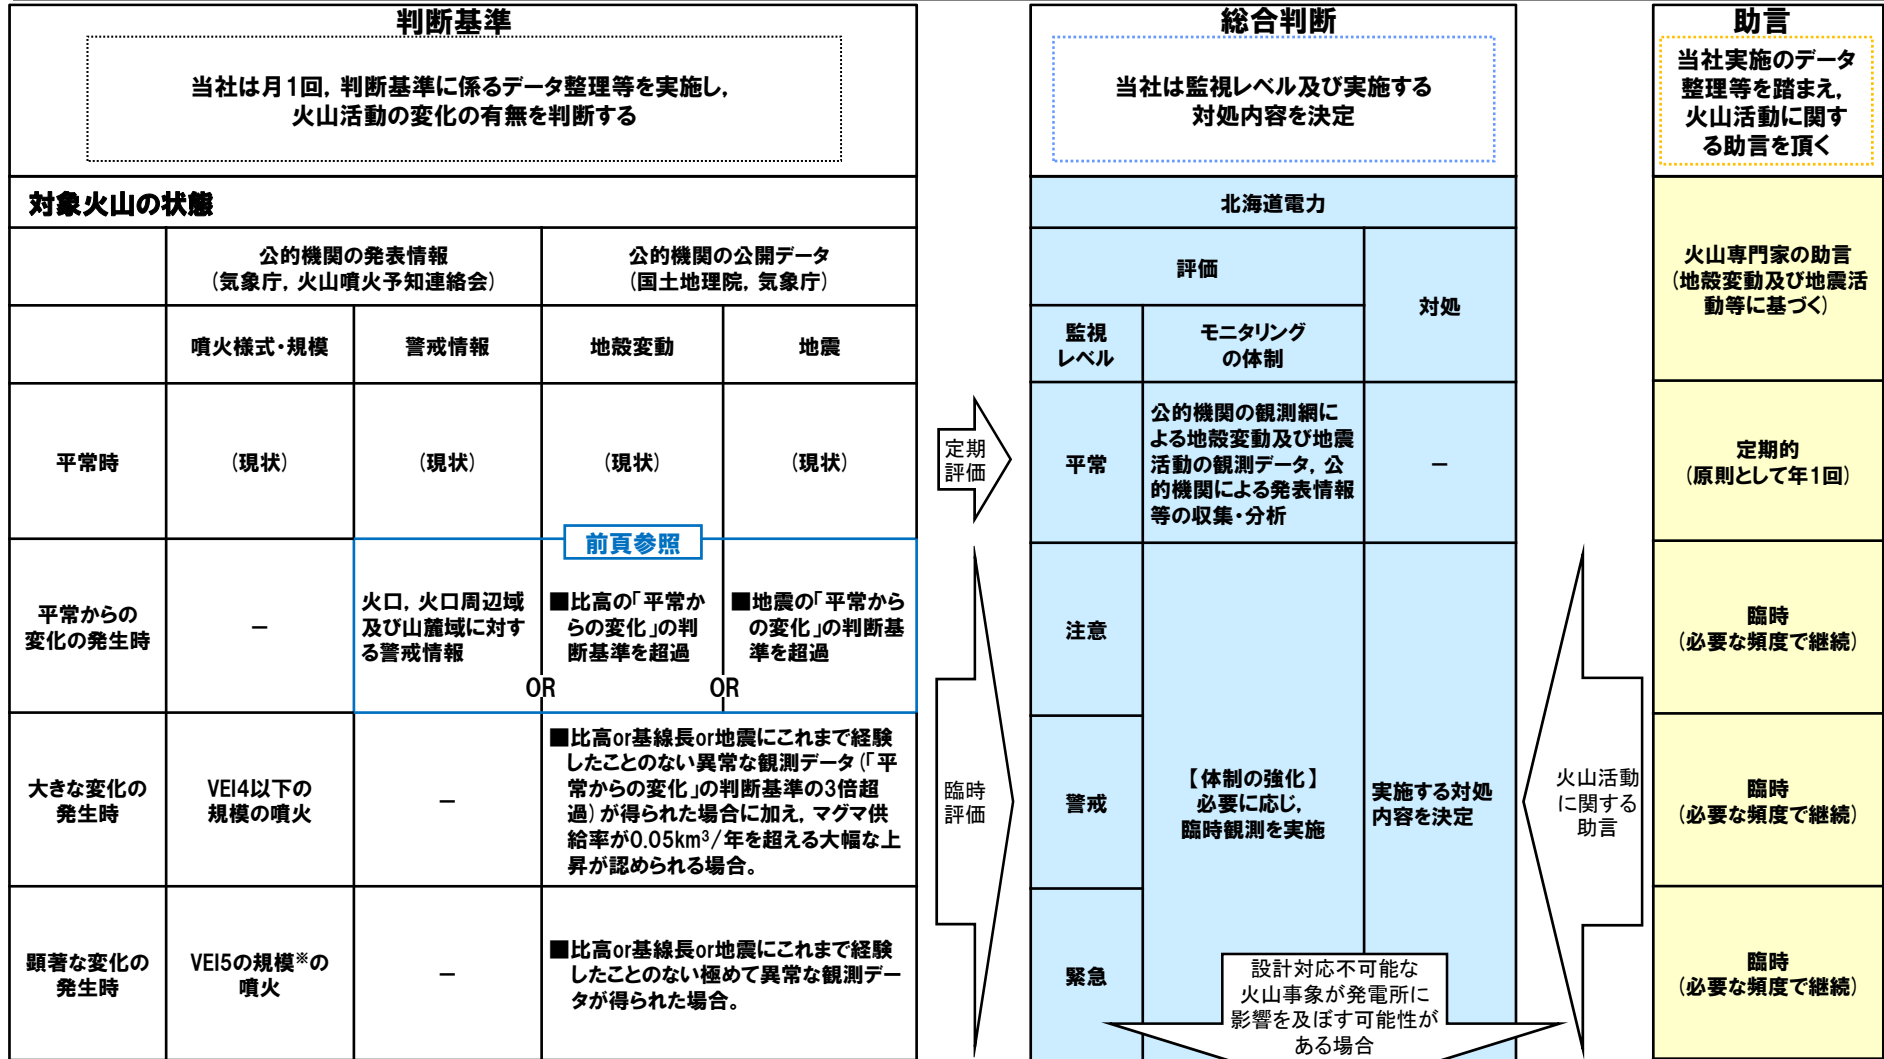 判断基準
当社は月1回，判断基準に係るデータ整理等を実施し，
火山活動の変化の有無を判断する
対象火山の状態
公的機関の発表情報
（気象庁，火山噴火予知連絡会）
公的機関の公開データ
（国土地理院，気象庁）
噴火様式・規模
警戒情報
地殻変動
地震
平常時
（現状）
（現状）
（現状）
（現状）
前頁参照
平常からの
変化の発生時
－
火口，火口周辺域
及び山麓域に対す
る警戒情報
■比高の「平常か
らの変化」の判
断基準を超過
■地震の「平常から
の変化」の判断基
準を超過
OR
OR
大きな変化の
発生時
VEI4以下の
規模の噴火
－
■比高or基線長or地震にこれまで経験
したことのない異常な観測データ（「平
常からの変化」の判断基準の3倍超
過）が得られた場合に加え，マグマ供
給率が0.05km³/年を超える大幅な上
昇が認められる場合。
顕著な変化の
発生時
VEI5の規模※の
噴火
－
■比高or基線長or地震にこれまで経験
したことのない極めて異常な観測デー
タが得られた場合。
定期
評価
臨時
評価
総合判断
当社は監視レベル及び実施する
対処内容を決定
北海道電力
評価
対処
監視
レベル
モニタリング
の体制
平常
公的機関の観測網に
よる地殻変動及び地震
活動の観測データ，公
的機関による発表情報
等の収集・分析
－
注意
警戒
【体制の強化】
必要に応じ，
臨時観測を実施
実施する対処
内容を決定
緊急
設計対応不可能な
火山事象が発電所に
影響を及ぼす可能性が
ある場合
火山活動
に関する
助言
助言
当社実施のデータ
整理等を踏まえ，
火山活動に関す
る助言を頂く
火山専門家の助言
（地殻変動及び地震活
動等に基づく）
定期的
（原則として年1回）
臨時
（必要な頻度で継続）
臨時
（必要な頻度で継続）
臨時
（必要な頻度で継続）